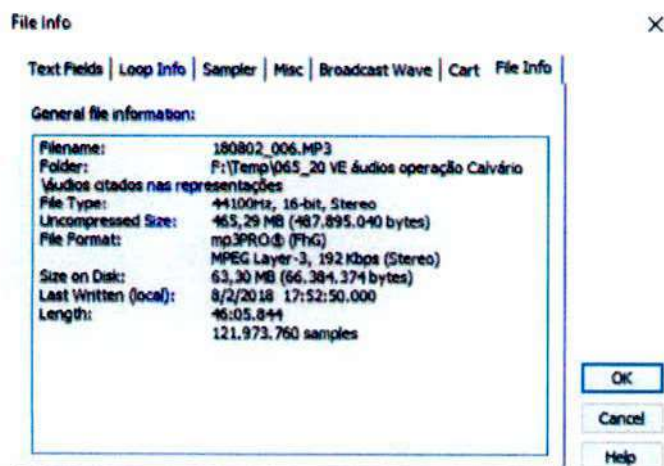 File Info
Text Fields | Loop Info | Sampler | Misc | Broadcast Wave | Cart File Info
General file information:
Filename: 180802_006.MP3
Folder: F:\Temp\065_20 VE áudios operação Calvário
\áudios citados nas representações
File Type: 44100Hz, 16-bit, Stereo
Uncompressed Size: 465,29 MB (487.895.040 bytes)
File Format: mp3PRO® (FhG)
MPEG Layer-3, 192 Kbps (Stereo)
Size on Disk: 63,30 MB (66.384.374 bytes)
Last Written (local): 8/2/2018 17:52:50.000
Length: 46:05.844
121.973.760 samples
OK
Cancel
Help